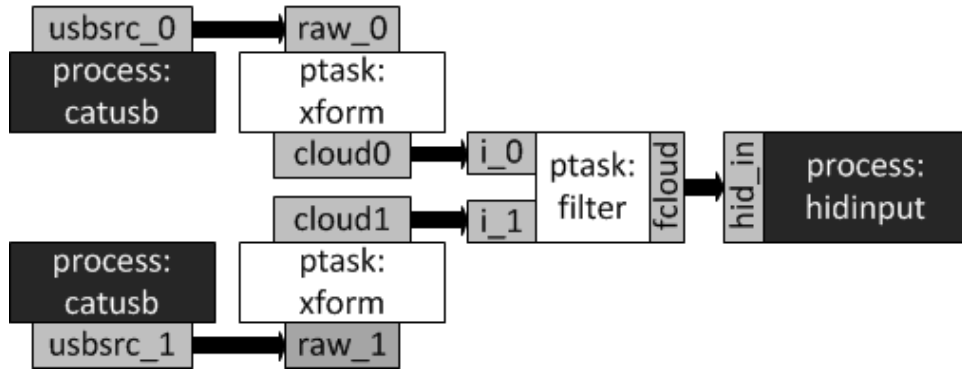 usbsrc_0
raw_0
process:
catusb
ptask:
xform
cloud0
i_0
ptask:
filter
fcloud
hid_in
process:
hidinput
cloud1
i_1
process:
catusb
ptask:
xform
usbsrc_1
raw_1